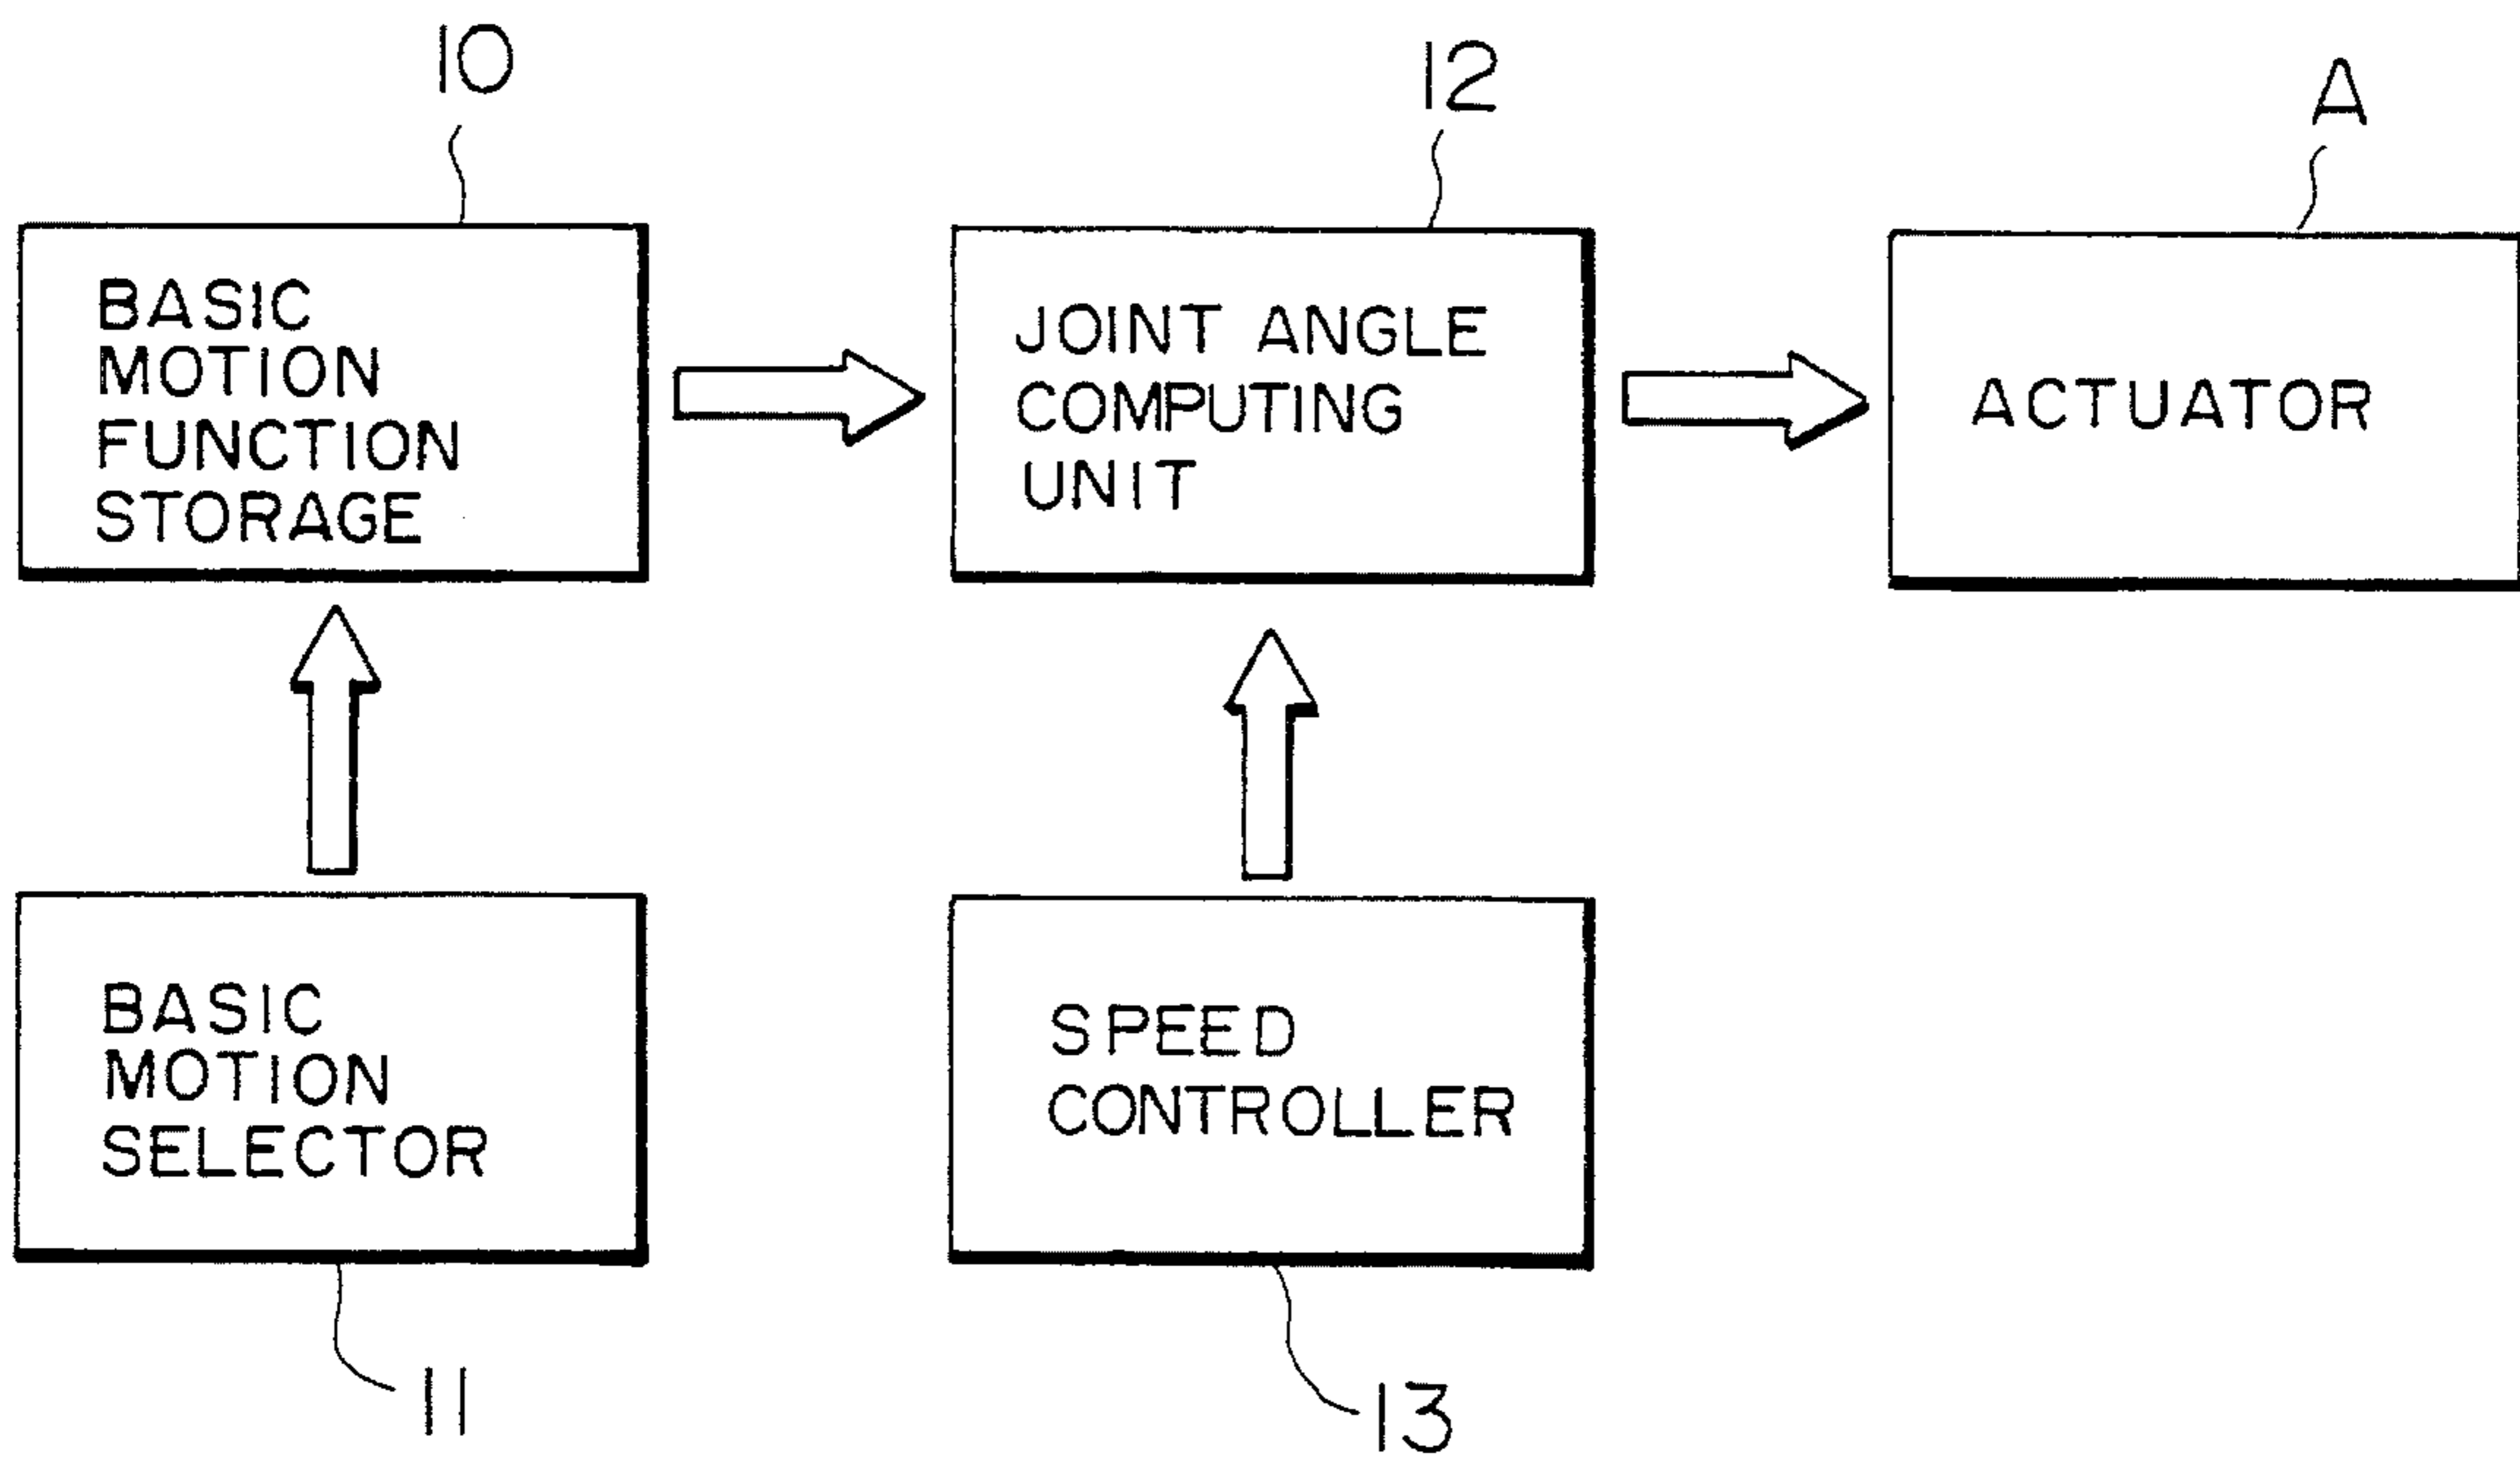 10
12
A
BASIC
MOTION
FUNCTION
STORAGE
JOINT ANGLE
COMPUTING
UNIT
ACTUATOR
BASIC
MOTION
SELECTOR
SPEED
CONTROLLER
11
13